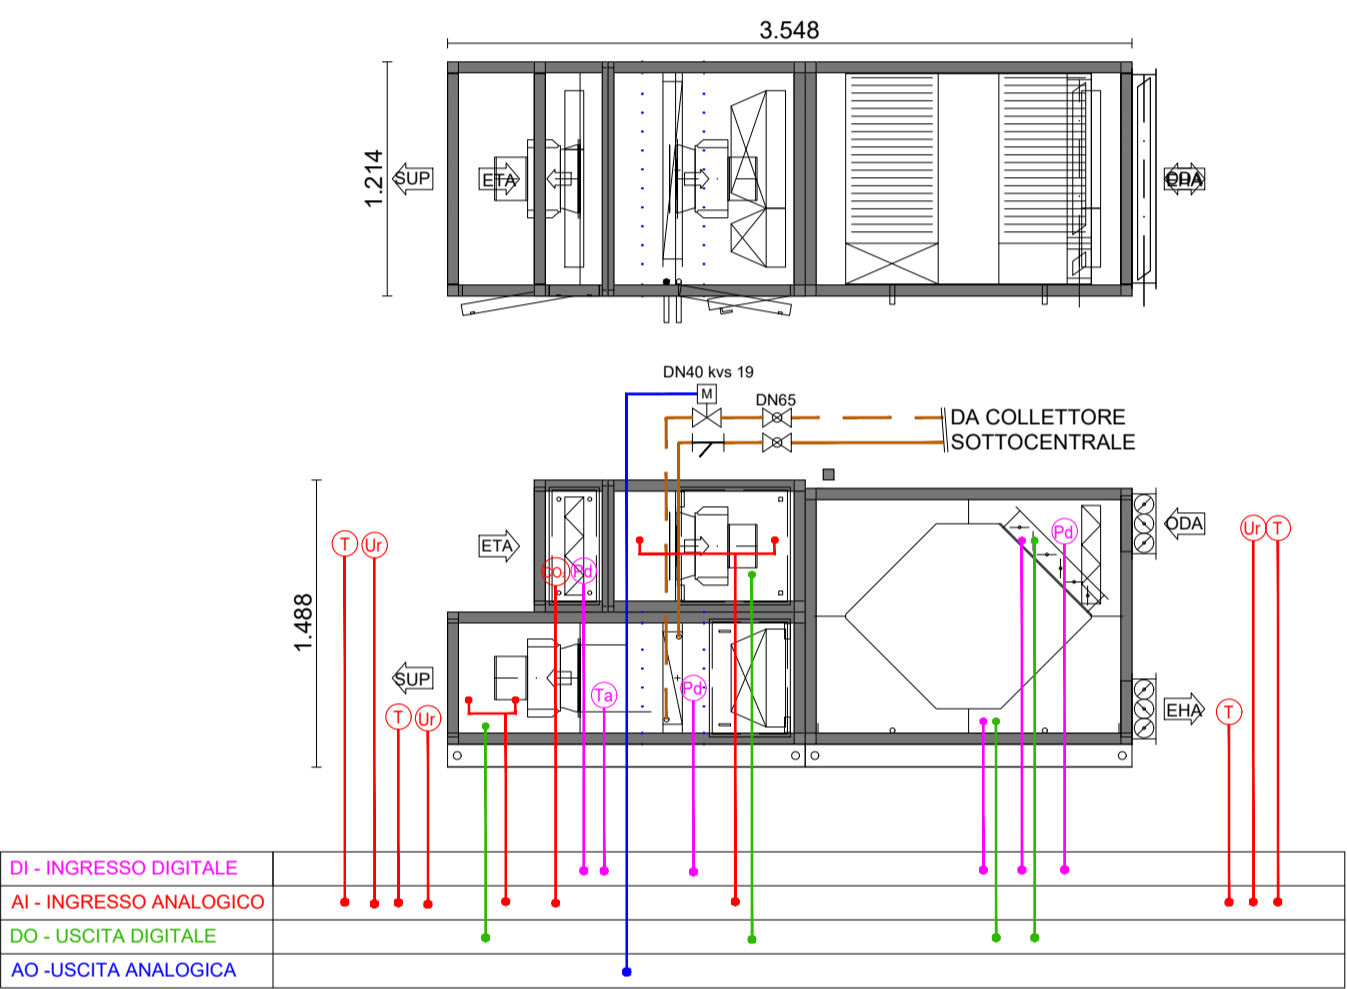 3.548
1.214
SUP
ETA
ODA
EHA
DN40 kvs 19
M
DN65
DA COLLETTORE
SOTTOCENTRALE
1.488
T
Ur
ETA
Co₂
Pd
Pd
ODA
Ur
T
SUP
T
Ur
Ta
Pd
EHA
T
DI - INGRESSO DIGITALE
AI - INGRESSO ANALOGICO
DO - USCITA DIGITALE
AO -USCITA ANALOGICA